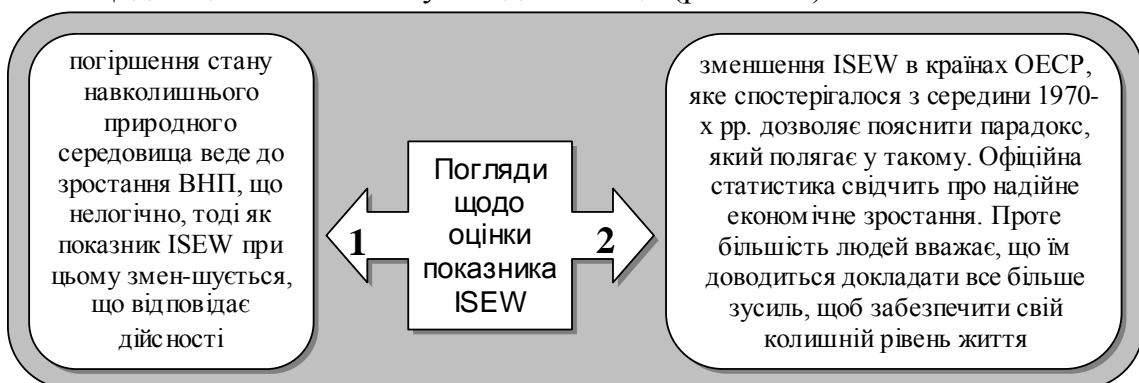 погіршення стану
навколишнього
природного
середовища веде до
зростання ВНП, що
нелогічно, тоді як
показник ISEW при
цьому змен-шується,
що відповідає
дійсності
1
Погляди
щодо
оцінки
показника
ISEW
2
зменшення ISEW в країнах ОЕСР,
яке спостерігалося з середини 1970-
х рр. дозволяє пояснити парадокс,
який полягає у такому. Офіційна
статистика свідчить про надійне
економічне зростання. Проте
більшість людей вважає, що їм
доводиться докладати все більше
зусиль, щоб забезпечити свій
колишній рівень життя